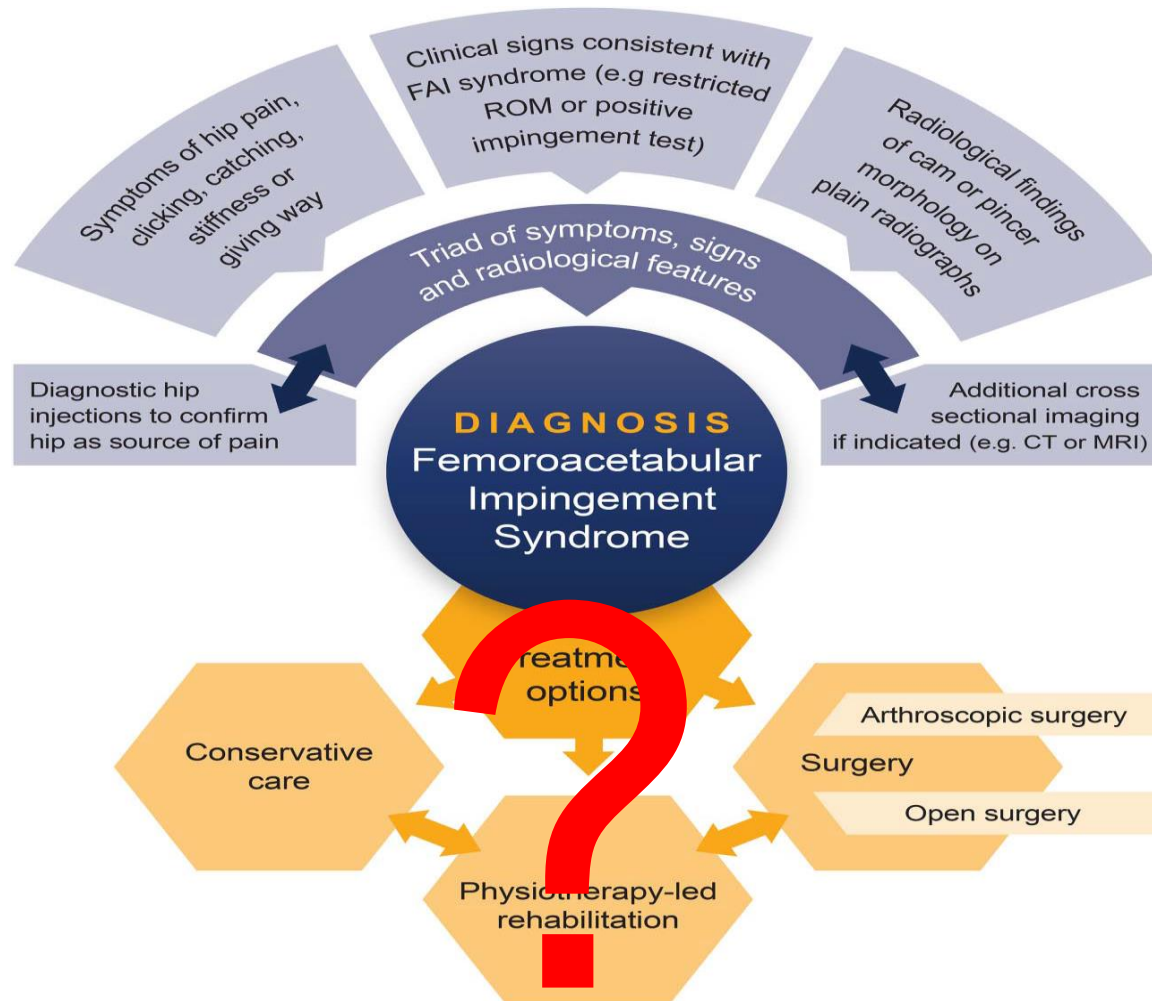 Symptoms of hip pain,
clicking, catching,
stiffness or
giving way
Clinical signs consistent with
FAI syndrome (e.g restricted
ROM or positive
impingement test)
Radiological findings
of cam or pincer
morphology on
plain radiographs
Triad of symptoms, signs
and radiological features
Diagnostic hip
injections to confirm
hip as source of pain
Additional cross
sectional imaging
if indicated (e.g. CT or MRI)
DIAGNOSIS
Femoroacetabular
Impingement
Syndrome
options
Conservative
care
Physiotherapy-led
rehabilitation
Arthroscopic surgery
Surgery
Open surgery
?